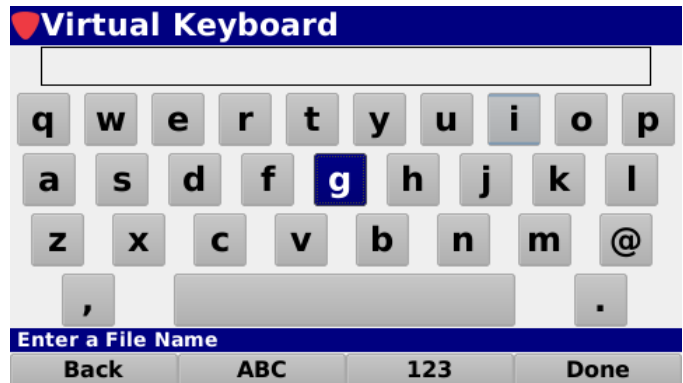 Virtual Keyboard
q w e r t y u i o p
a s d f g h j k l
z x c v b n m @
, .
Enter a File Name
Back ABC 123 Done